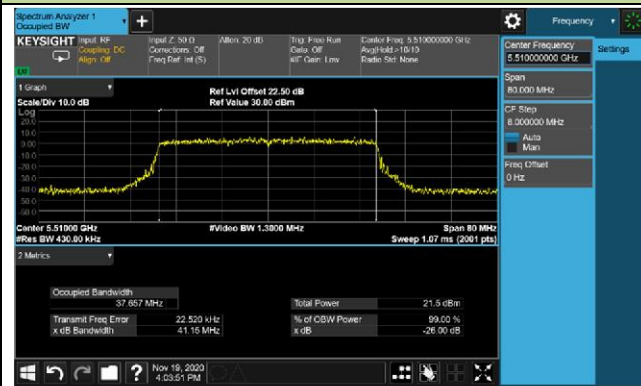 Spectrum Analyzer 1
Occupied BW
+
Frequency
KEYSIGHT
Input: RF
Coupling: DC
Align: Off
Input Z: 50 Ω
Corrections: Off
Freq Ref: Int (S)
Atten: 20 dB
Trig: Free Run
Gate: Off
#IF Gain: Low
Center Freq: 5.510000000 GHz
Avg|Hold:>10/10
Radio Std: None
Center Frequency
5.510000000 GHz
Settings
Span
80.000 MHz
CF Step
8.000000 MHz
Auto
Man
Freq Offset
0 Hz
1 Graph
Ref Lvl Offset 22.50 dB
Scale/Div 10.0 dB
Ref Value 30.00 dBm
Log
20.0
10.0
0.00
-10.0
-20.0
-30.0
-40.0
-50.0
-60.0
Center 5.51000 GHz
#Video BW 1.3000 MHz
Span 80 MHz
#Res BW 430.00 kHz
Sweep 1.07 ms (2001 pts)
2 Metrics
Occupied Bandwidth
37.657 MHz
Total Power
21.5 dBm
Transmit Freq Error
22.520 kHz
% of OBW Power
99.00 %
x dB Bandwidth
41.16 MHz
x dB
-26.00 dB
?
Nov 19, 2020
4:03:51 PM